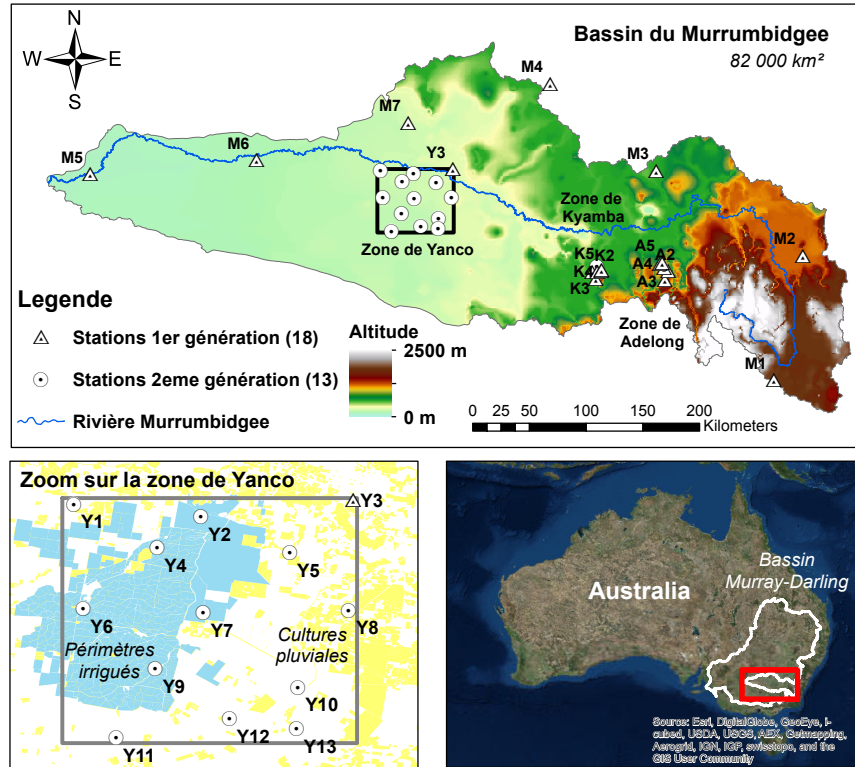 N
W E
S
Bassin du Murrumbidgee
82 000 km²
M4
M7
M6
M5
Y3
M3
Zone de
Kyamba
Zone de Yanco
M2
K5 K2
K4
K3
A5 A2
A4
A3
Zone de
Adelong
M1
Legende
Stations 1er génération (18)
Stations 2eme génération (13)
Rivière Murrumbidgee
Altitude
2500 m
0 m
0 25 50 100 150 200
Kilometers
Zoom sur la zone de Yanco
Y1
Y2
Y3
Y4
Y5
Y6
Y7
Y8
Périmètres
irrigués
Cultures
pluviales
Y9
Y10
Y11
Y12
Y13
Australia
Bassin
Murray-Darling
Source: Esri, DigitalGlobe, GeoEye, i-
cubed, USDA, USGS, AEX, Getmapping,
Aerogrid, IGN, IGP, swisstopo, and the
GIS User Community